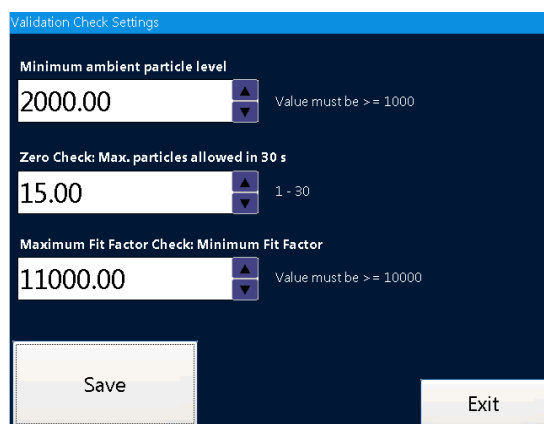 Validation Check Settings
Minimum ambient particle level
2000.00
Value must be >= 1000
Zero Check: Max. particles allowed in 30 s
15.00
1 - 30
Maximum Fit Factor Check: Minimum Fit Factor
11000.00
Value must be >= 10000
Save
Exit